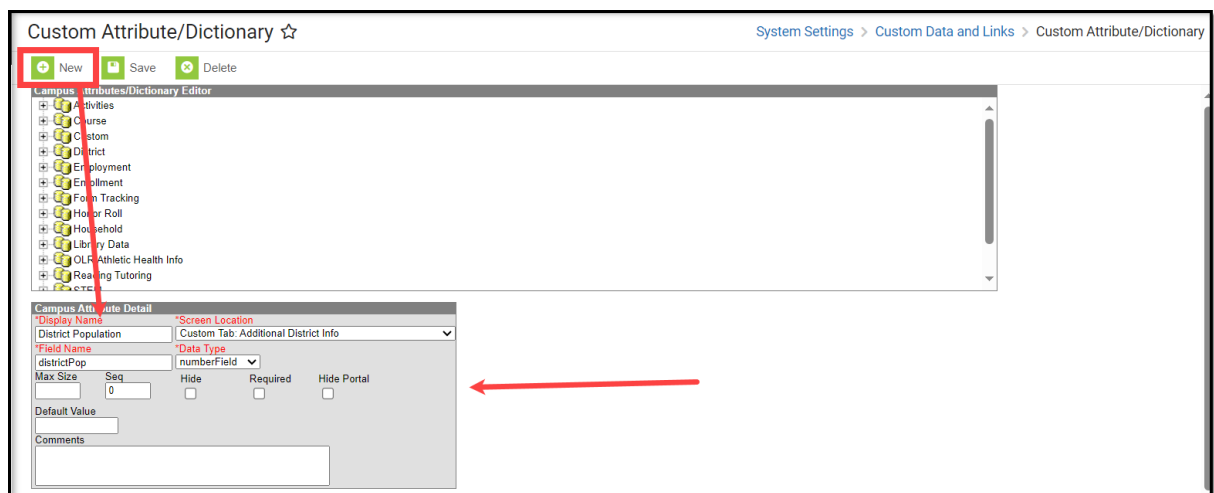 Custom Attribute/Dictionary
System Settings > Custom Data and Links > Custom Attribute/Dictionary
New Save Delete
Campus Attributes/Dictionary Editor
Activities
Course
Custom
District
Employment
Enrollment
Form Tracking
Honor Roll
Household
Library Data
OLR Athletic Health Info
Reading Tutoring
STEM
Campus Attribute Detail
*Display Name *Screen Location
District Population Custom Tab: Additional District Info
*Field Name *Data Type
districtPop numberField
Max Size Seq Hide Required Hide Portal
0
Default Value
Comments